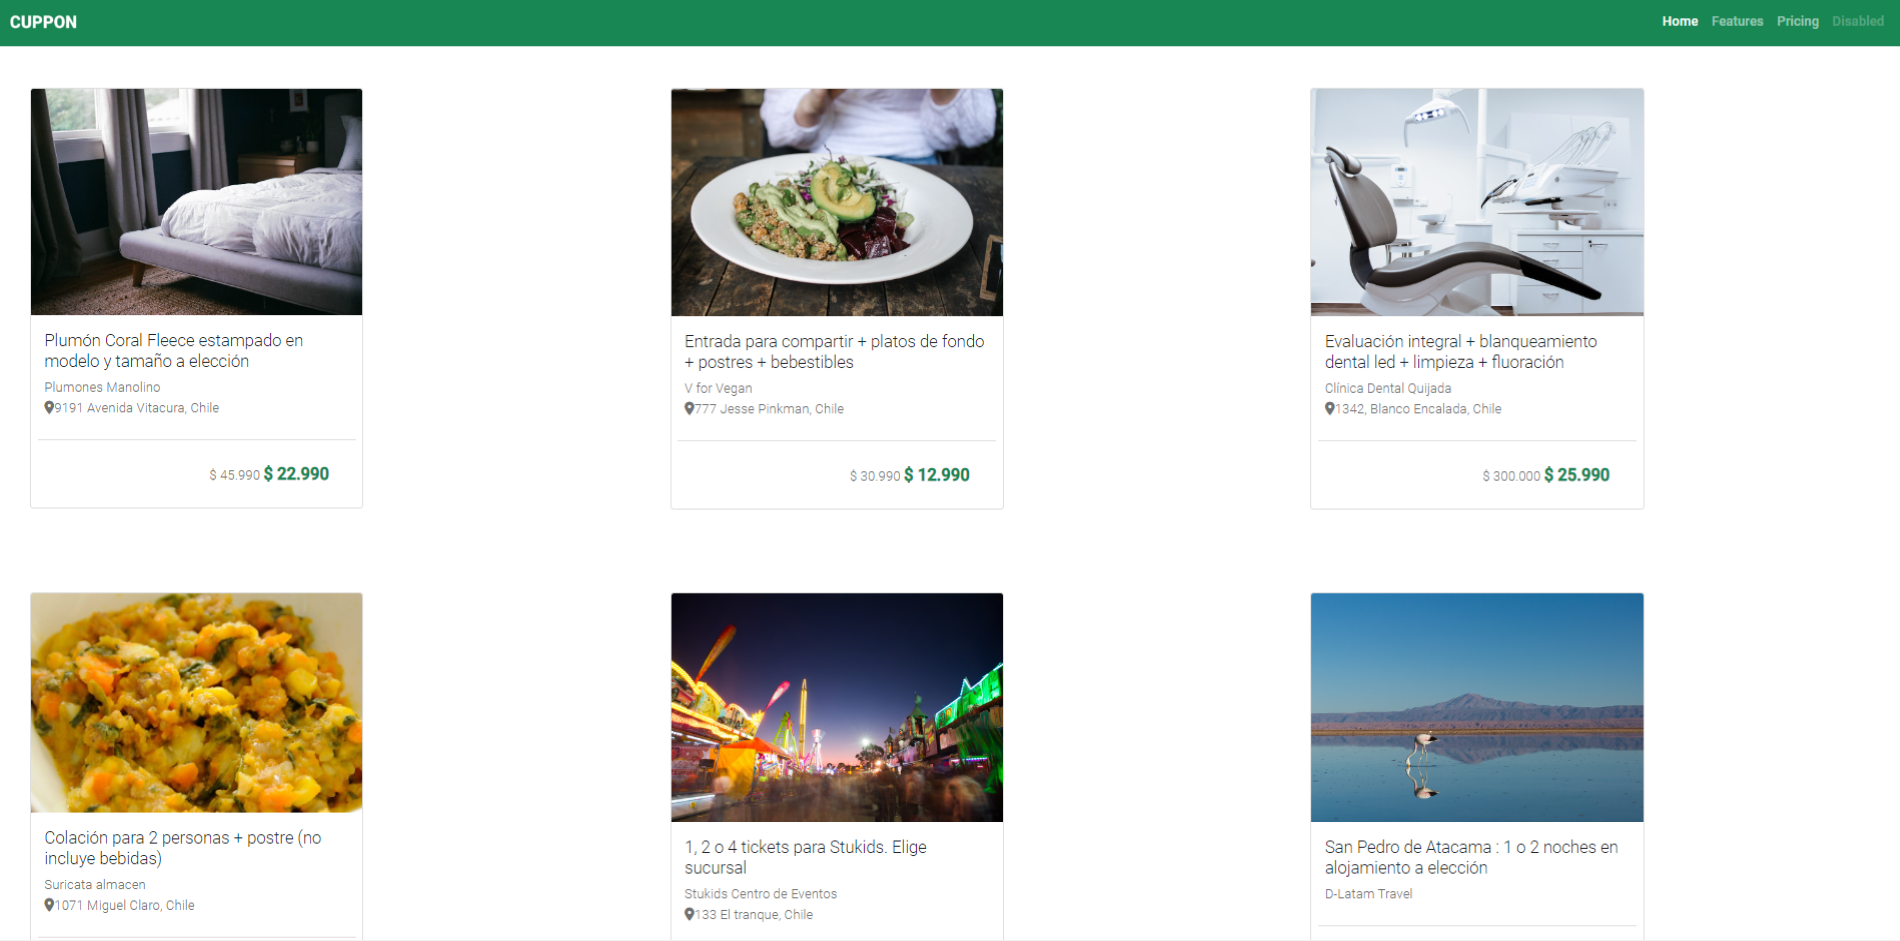 CUPPON
Home Features Pricing Disabled
Plumón Coral Fleece estampado en
modelo y tamaño a elección
Plumones Manolino
9191 Avenida Vitacura, Chile
$ 45.990 $ 22.990
Entrada para compartir + platos de fondo
+ postres + bebestibles
V for Vegan
777 Jesse Pinkman, Chile
$ 30.990 $ 12.990
Evaluación integral + blanqueamiento
dental led + limpieza + fluoración
Clínica Dental Quijada
1342, Blanco Encalada, Chile
$ 300.000 $ 25.990
Colación para 2 personas + postre (no
incluye bebidas)
Suricata almacen
1071 Miguel Claro, Chile
1, 2 o 4 tickets para Stukids. Elige
sucursal
Stukids Centro de Eventos
133 El tranque, Chile
San Pedro de Atacama : 1 o 2 noches en
alojamiento a elección
D-Latam Travel